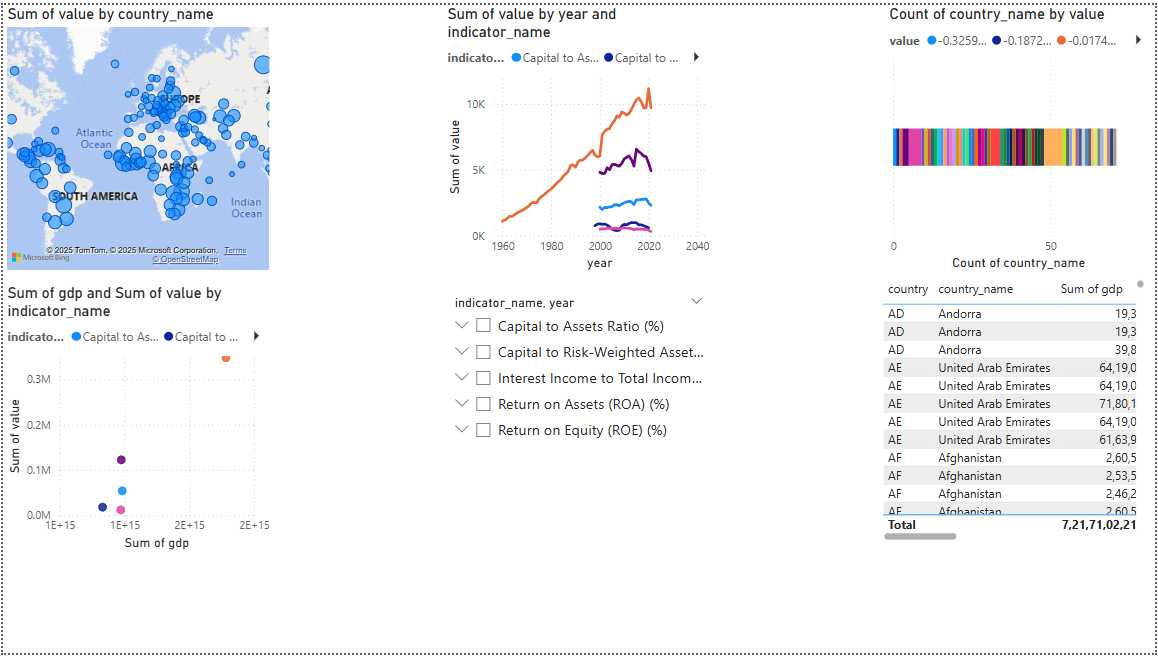 Sum of value by country_name
Atlantic
Ocean
EUROPE
AFRICA
SOUTH AMERICA
Indian
Ocean
© 2025 TomTom, © 2025 Microsoft Corporation, Terms
Microsoft Bing
© OpenStreetMap
Sum of gdp and Sum of value by
indicator_name
indicato... Capital to As... Capital to ...
Sum of value
0.3M
0.2M
0.1M
0.0M
1E+15 1E+15 2E+15 2E+15
Sum of gdp
Sum of value by year and
indicator_name
indicato... Capital to As... Capital to ...
Sum of value
10K
5K
0K
1960 1980 2000 2020 2040
year
indicator_name, year
Capital to Assets Ratio (%)
Capital to Risk-Weighted Asset...
Interest Income to Total Incom...
Return on Assets (ROA) (%)
Return on Equity (ROE) (%)
Count of country_name by value
value -0.3259... -0.1872... -0.0174...
0 50
Count of country_name
country country_name Sum of gdp
AD Andorra 19,3
AD Andorra 19,3
AD Andorra 39,8
AE United Arab Emirates 64,19,0
AE United Arab Emirates 64,19,0
AE United Arab Emirates 71,80,1
AE United Arab Emirates 64,19,0
AE United Arab Emirates 61,63,9
AF Afghanistan 2,60,5
AF Afghanistan 2,53,5
AF Afghanistan 2,46,2
AF Afghanistan 2,60,5
Total 7,21,71,02,21